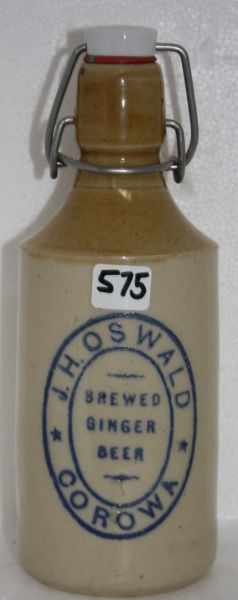 575
J. H. OSWALD
BREWED
GINGER
BEER
COROWA